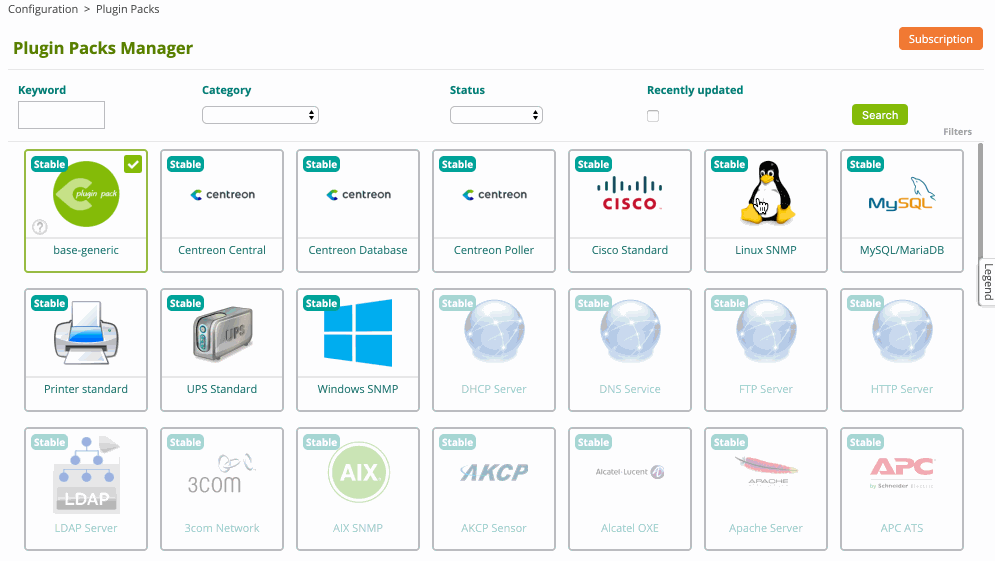 Configuration > Plugin Packs
Plugin Packs Manager
Subscription
Keyword
Category
Status
Recently updated
Search
Filters
Stable Stable Stable Stable Stable Stable Stable
plugin pack
centreon centreon centreon
CISCO
MySQL
?
base-generic Centreon Central Centreon Database Centreon Poller Cisco Standard Linux SNMP MySQL/MariaDB
Legend
Stable Stable Stable Stable Stable Stable Stable
UPS
Printer standard UPS Standard Windows SNMP DHCP Server DNS Service FTP Server HTTP Server
Stable Stable Stable Stable Stable Stable Stable
LDAP
3com
AIX
AKCP
Alcatel-Lucent
APACHE
APC
by Schneider Electric
LDAP Server 3com Network AIX SNMP AKCP Sensor Alcatel OXE Apache Server APC ATS